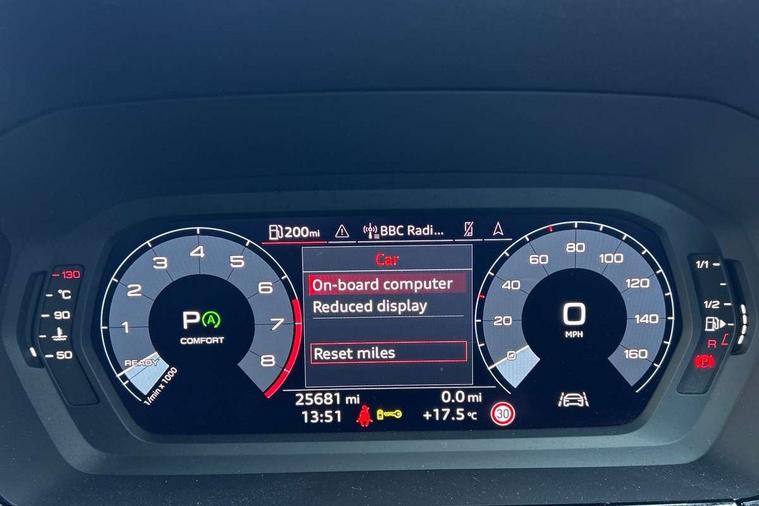 200mi
BBC Radi...
Car
On-board computer
Reduced display
Reset miles
130
°C
90
50
READY
1
2
3
4
5
6
7
8
1/min x 1000
P A
COMFORT
0
20
40
60
80
100
120
140
160
0
MPH
1/1
1/2
R
25681 mi
0.0 mi
13:51
+17.5 °C
30